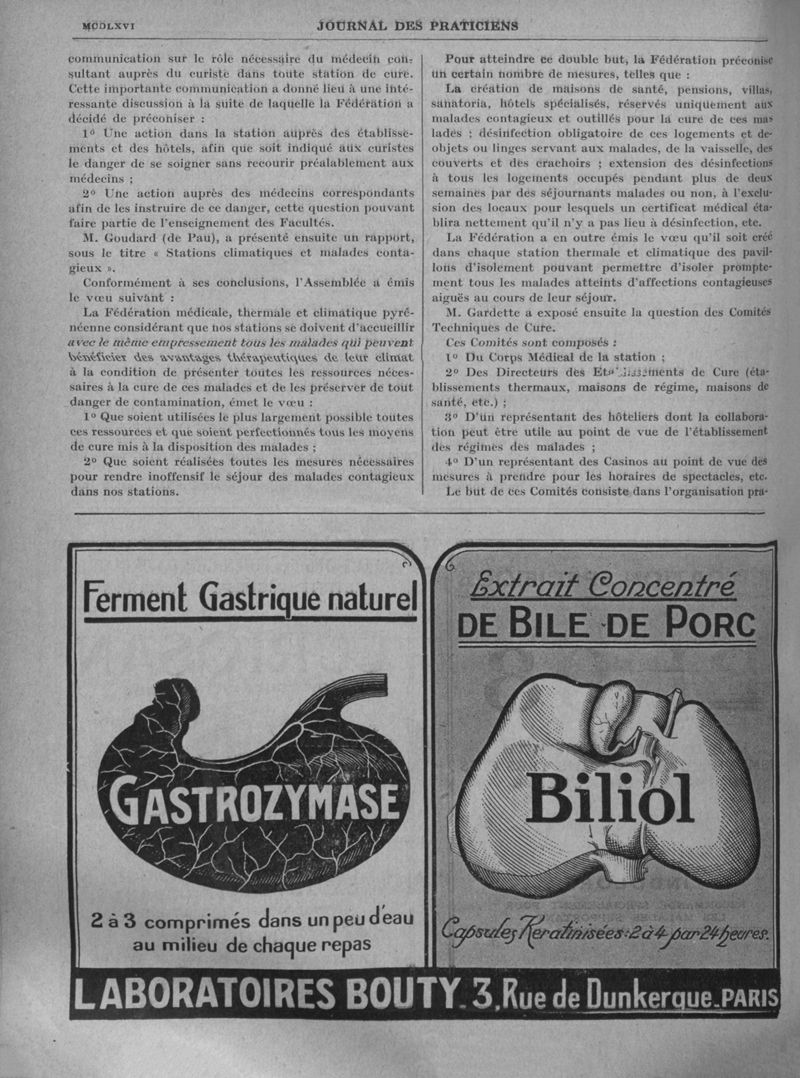 MCDLXVI
JOURNAL DES PRATICIENS
communication sur le rôle nécessaire du médecin con-
sultant auprès du curiste dans toute station de cure.
Cette importante communication a donné lieu à une inté-
ressante discussion à la suite de laquelle la Fédération a
décidé de préconiser :
1º Une action dans la station auprès des établisse-
ments et des hôtels, afin que soit indiqué aux curistes
le danger de se soigner sans recourir préalablement aux
médecins ;
2º Une action auprès des médecins correspondants
afin de les instruire de ce danger, cette question pouvant
faire partie de l'enseignement des Facultés.
M. Goudard (de Pau), a présenté ensuite un rapport,
sous le titre « Stations climatiques et malades conta-
gieux ».
Conformément à ses conclusions, l'Assemblée a émis
le vœu suivant :
La Fédération médicale, thermale et climatique pyré-
néenne considérant que nos stations se doivent d'accueillir
avec le même empressement tous les malades qui peuvent
bénéficier des avantages thérapeutiques de leur climat
à la condition de présenter toutes les ressources néces-
saires à la cure de ces malades et de les préserver de tout
danger de contamination, émet le vœu :
1º Que soient utilisées le plus largement possible toutes
ces ressources et que soient perfectionnés tous les moyens
de cure mis à la disposition des malades ;
2º Que soient réalisées toutes les mesures nécessaires
pour rendre inoffensif le séjour des malades contagieux
dans nos stations.
Pour atteindre ce double but, la Fédération préconise
un certain nombre de mesures, telles que :
La création de maisons de santé, pensions, villas,
sanatoria, hôtels spécialisés, réservés uniquement aux
malades contagieux et outillés pour la cure de ces ma-
lades ; désinfection obligatoire de ces logements et de-
objets ou linges servant aux malades, de la vaisselle, des
couverts et des crachoirs ; extension des désinfections
à tous les logements occupés pendant plus de deux
semaines par des séjournants malades ou non, à l'exclu-
sion des locaux pour lesquels un certificat médical éta-
blira nettement qu'il n'y a pas lieu à désinfection, etc.
La Fédération a en outre émis le vœu qu'il soit créé
dans chaque station thermale et climatique des pavil-
lons d'isolement pouvant permettre d'isoler prompte-
ment tous les malades atteints d'affections contagieuses
aiguës au cours de leur séjour.
M. Gardette a exposé ensuite la question des Comités
Techniques de Cure.
Ces Comités sont composés :
1º Du Corps Médical de la station ;
2º Des Directeurs des Etablissements de Cure (éta-
blissements thermaux, maisons de régime, maisons de
santé, etc.) ;
3º D'un représentant des hôteliers dont la collabora-
tion peut être utile au point de vue de l'établissement
des régimes des malades ;
4º D'un représentant des Casinos au point de vue des
mesures à prendre pour les horaires de spectacles, etc.
Le but de ces Comités consiste dans l'organisation pra-
Ferment Gastrique naturel
GASTROZYMASE
2 à 3 comprimés dans un peu d'eau
au milieu de chaque repas
Extrait Concentré
DE BILE DE PORC
Biliol
Capsules Kératinisées : 2 à 4 par 24 heures.
LABORATOIRES BOUTY. 3, Rue de Dunkerque_PARIS